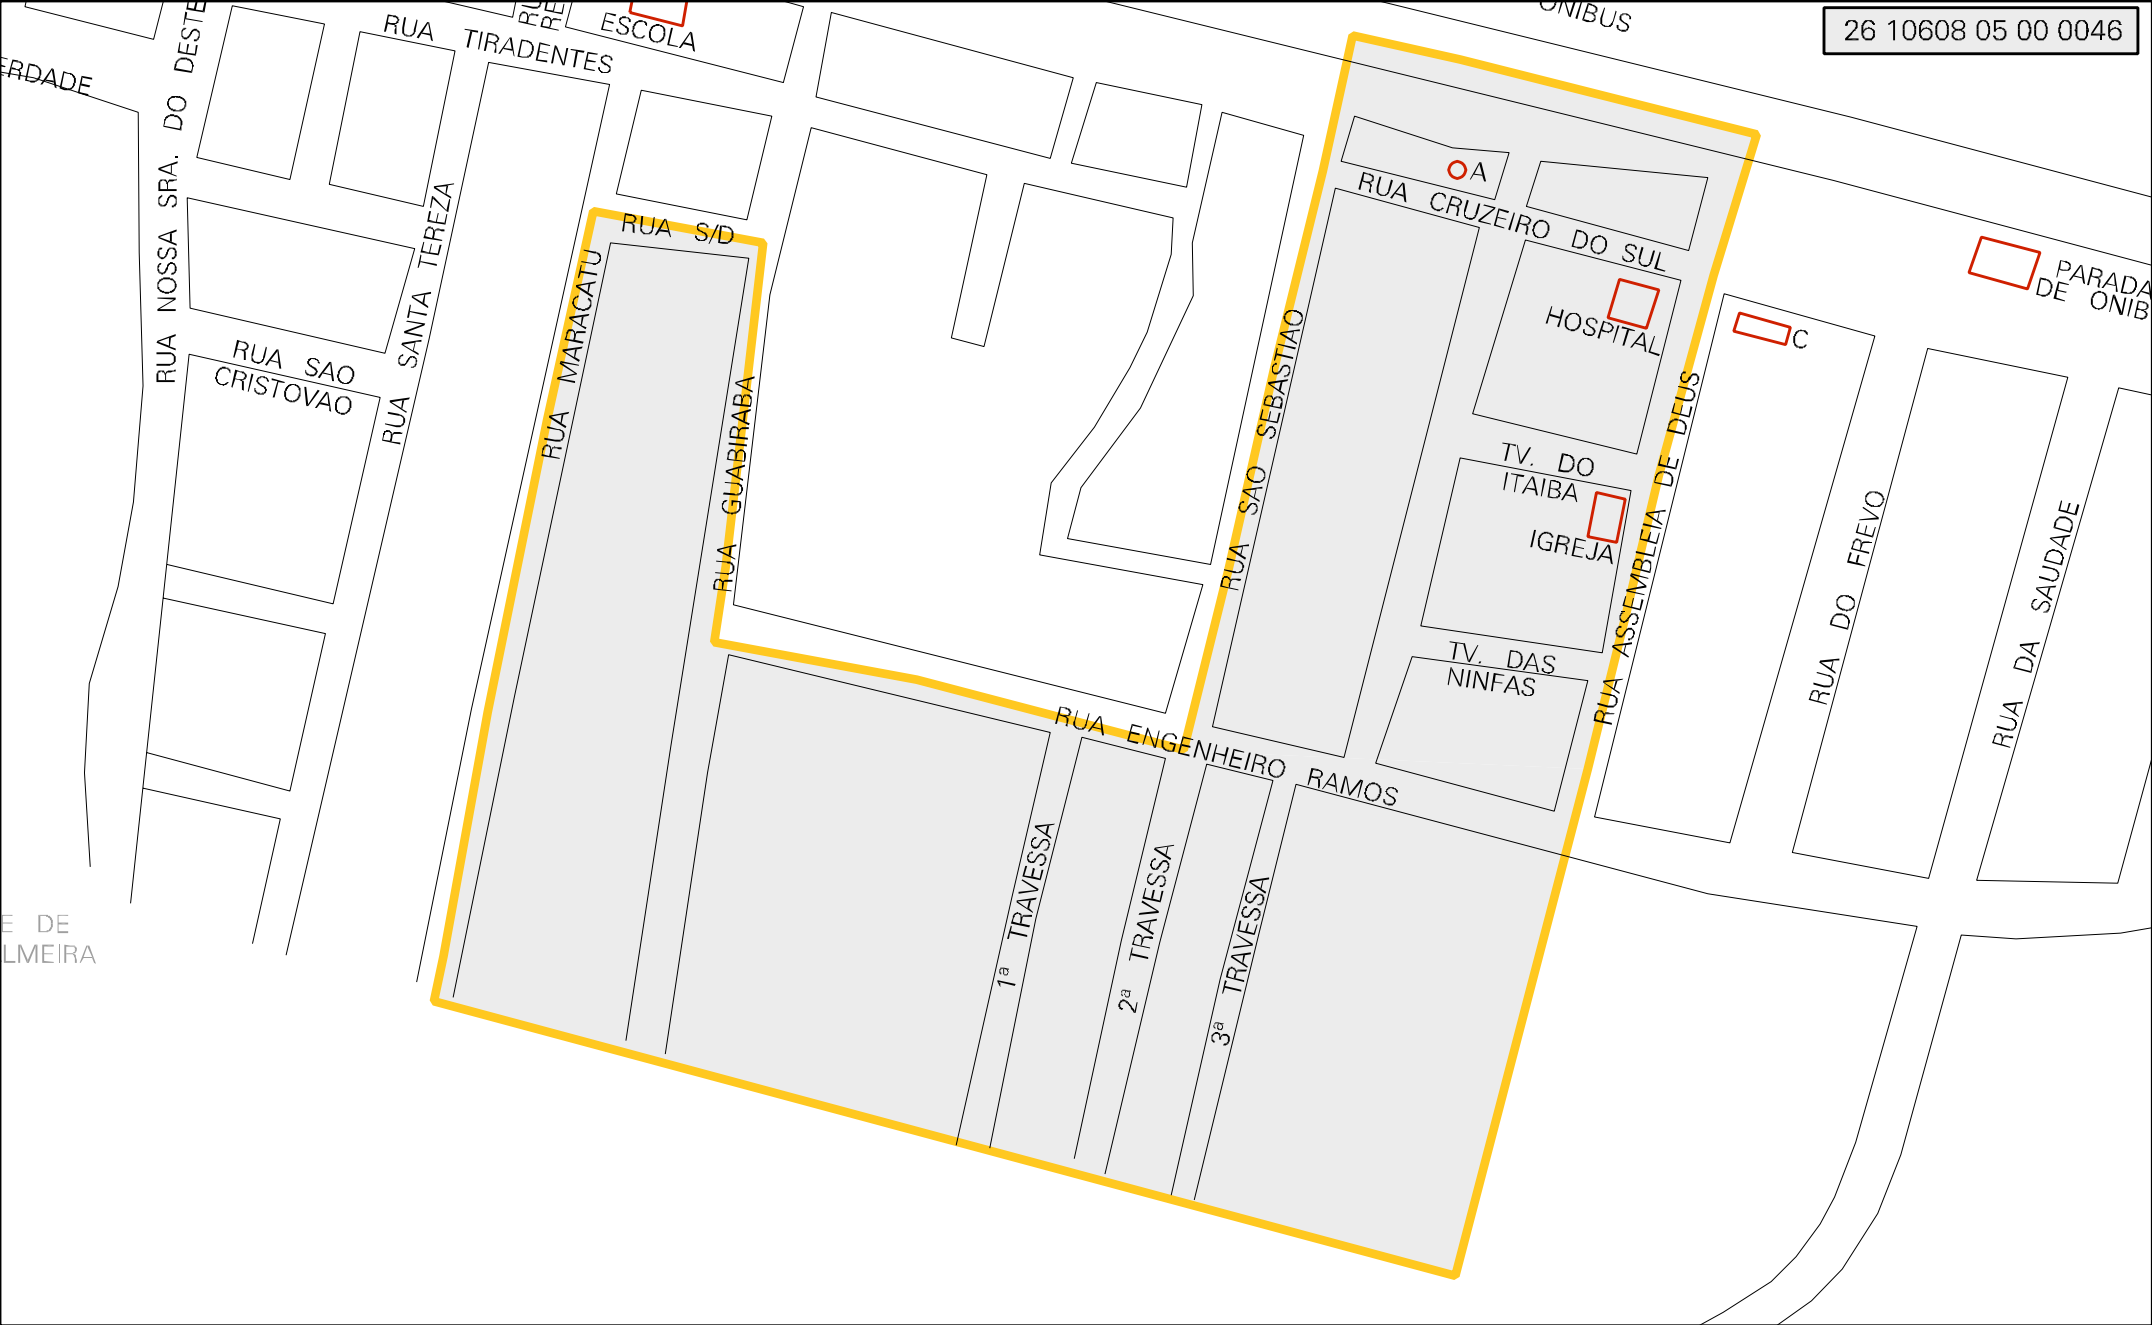 ONIBUS
26 10608 05 00 0046
RUA TIRADENTES
ESCOLA
RUA NOSSA SRA. DO DESTE
ERDADE
RUA SANTA TEREZA
RUA SAO
CRISTOVAO
RUA S/D
RUA MARACATU
RUA GUABIRABA
RUA SAO SEBASTIAO
A
RUA CRUZEIRO DO SUL
HOSPITAL
C
PARADA
DE ONIB
TV. DO
ITAIBA
IGREJA
RUA ASSEMBLEIA DE DEUS
TV. DAS
NINFAS
RUA DO FREVO
RUA DA SAUDADE
RUA ENGENHEIRO RAMOS
1ª TRAVESSA
2ª TRAVESSA
3ª TRAVESSA
E DE
LMEIRA